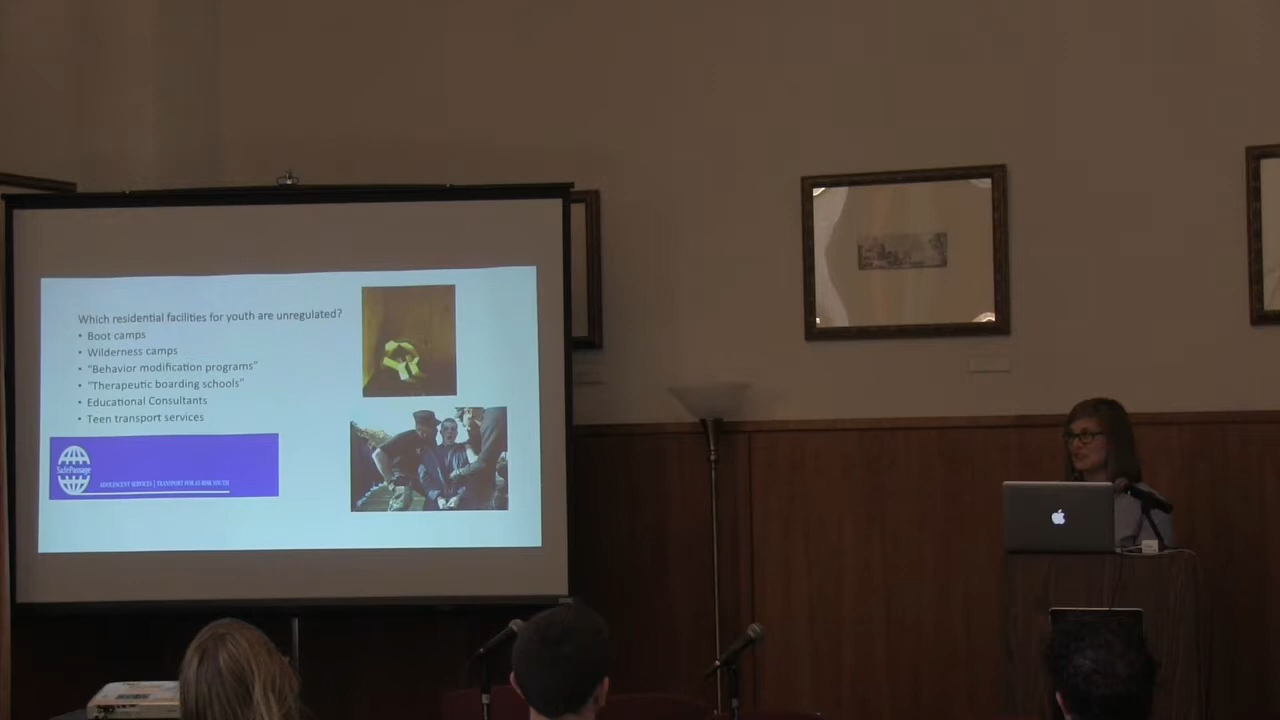 Which residential facilities for youth are unregulated?
• Boot camps
• Wilderness camps
• "Behavior modification programs"
• "Therapeutic boarding schools"
• Educational Consultants
• Teen transport services
SafePassage
ADOLESCENT SERVICES | TRANSPORT FOR AT-RISK YOUTH